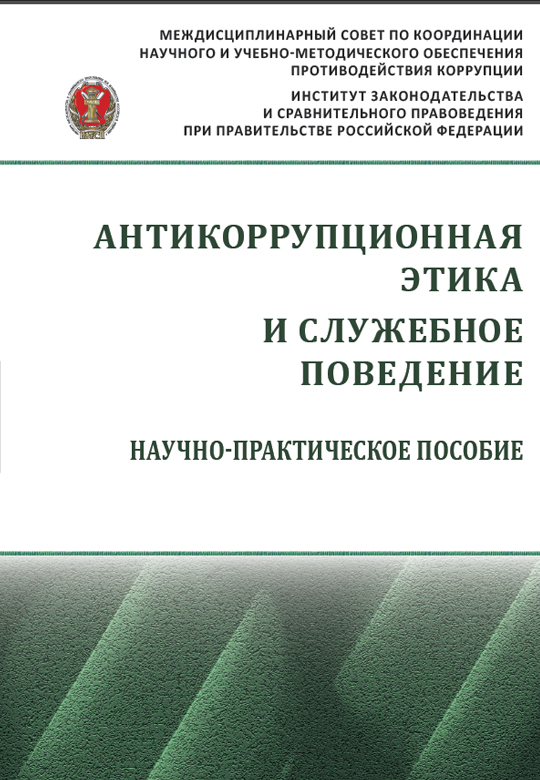 МЕЖДИСЦИПЛИНАРНЫЙ СОВЕТ ПО КООРДИНАЦИИ
НАУЧНОГО И УЧЕБНО-МЕТОДИЧЕСКОГО ОБЕСПЕЧЕНИЯ
ПРОТИВОДЕЙСТВИЯ КОРРУПЦИИ
ИНСТИТУТ ЗАКОНОДАТЕЛЬСТВА
И СРАВНИТЕЛЬНОГО ПРАВОВЕДЕНИЯ
ПРИ ПРАВИТЕЛЬСТВЕ РОССИЙСКОЙ ФЕДЕРАЦИИ
АНТИКОРРУПЦИОННАЯ
ЭТИКА
И СЛУЖЕБНОЕ
ПОВЕДЕНИЕ
НАУЧНО-ПРАКТИЧЕСКОЕ ПОСОБИЕ